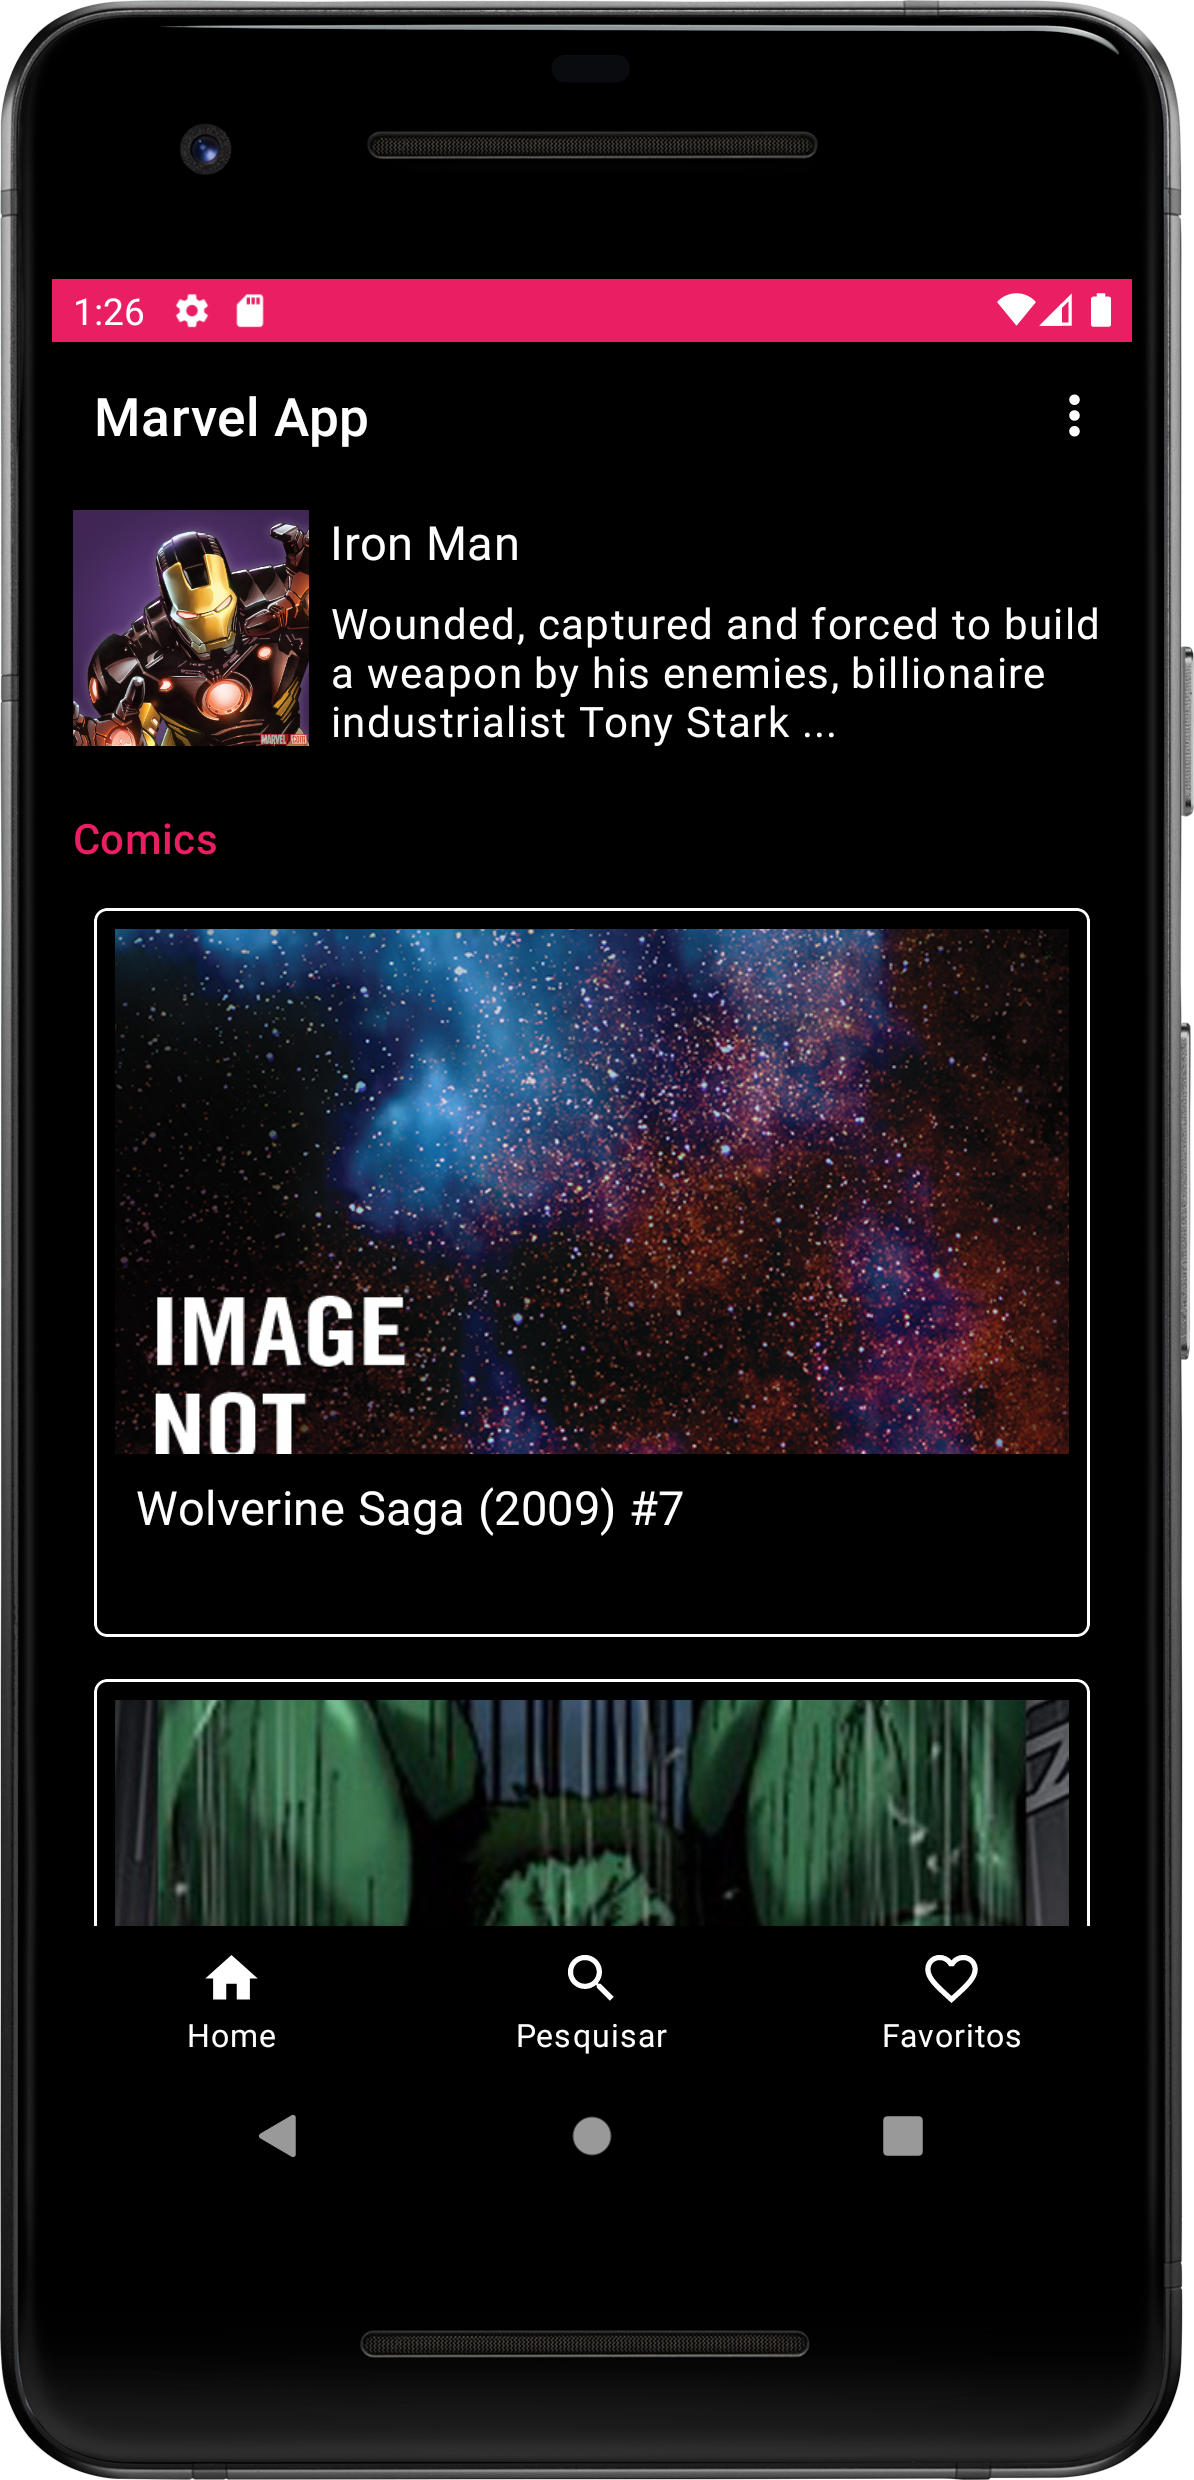 1:26
Marvel App
Iron Man
Wounded, captured and forced to build
a weapon by his enemies, billionaire
industrialist Tony Stark ...
Comics
IMAGE
NOT
Wolverine Saga (2009) #7
Home
Pesquisar
Favoritos